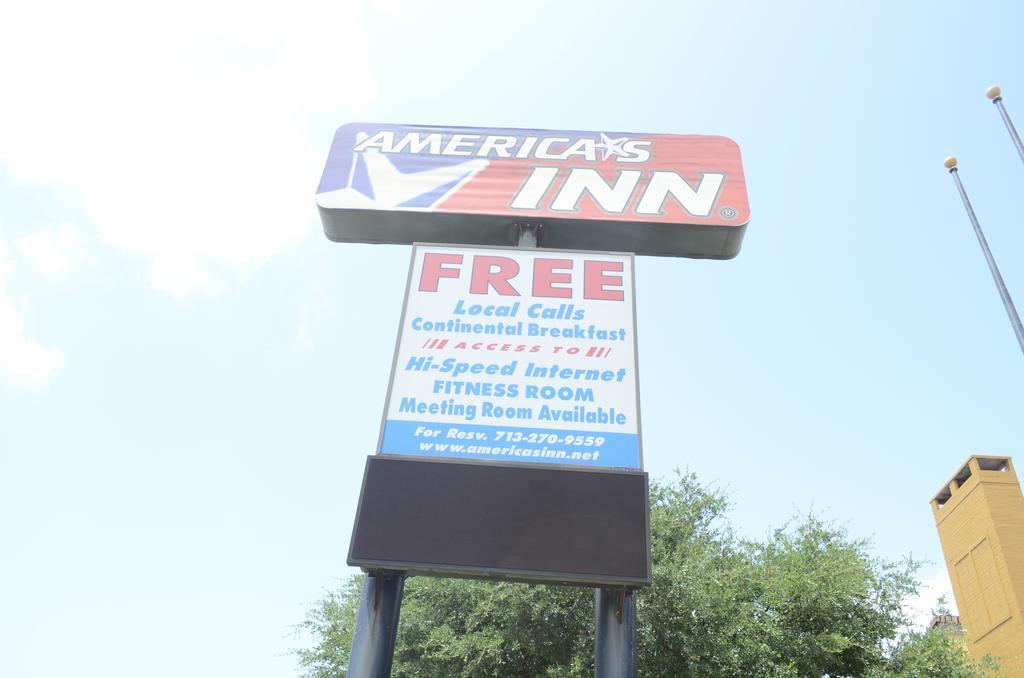 AMERICA'S
INN®
FREE
Local Calls
Continental Breakfast
/// ACCESS TO ///
Hi-Speed Internet
FITNESS ROOM
Meeting Room Available
For Resv. 713-270-9559
www.americasinn.net